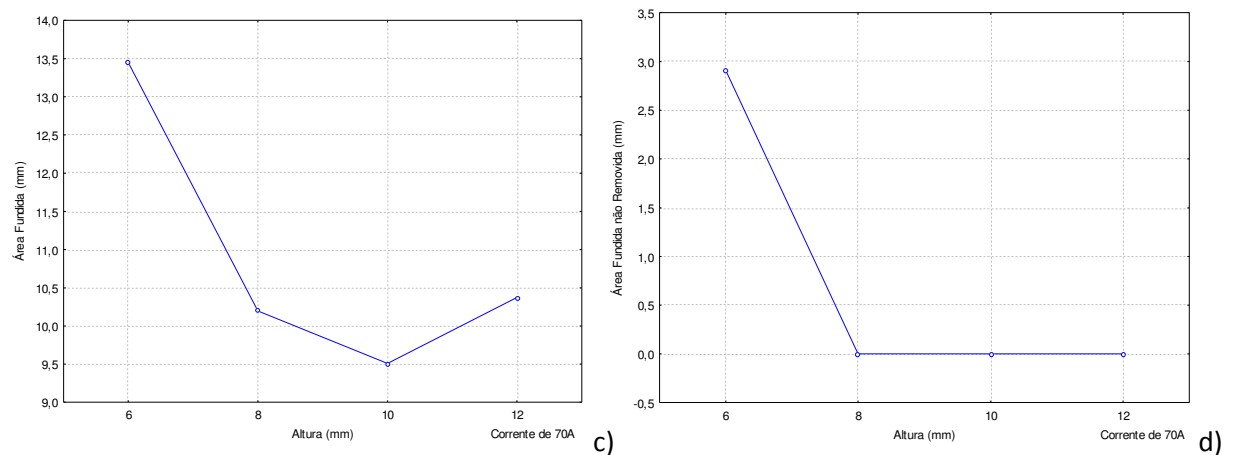 14,0
13,5
13,0
12,5
12,0
11,5
11,0
10,5
10,0
9,5
9,0
Área Fundida (mm)
6 8 10 12
Altura (mm) Corrente de 70A
c)
3,5
3,0
2,5
2,0
1,5
1,0
0,5
0,0
-0,5
Área Fundida não Removida (mm)
6 8 10 12
Altura (mm) Corrente de 70A
d)